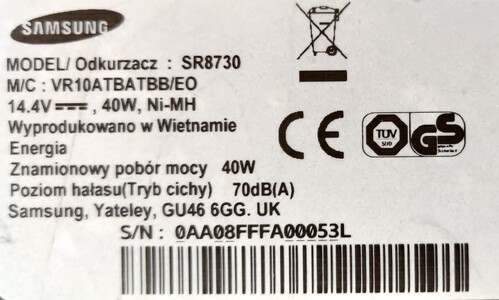 SAMSUNG
MODEL/ Odkurzacz : SR8730
M/C : VR10ATBATBB/EO
14.4V⎓ , 40W, Ni-MH
Wyprodukowano w Wietnamie
Energia
Znamionowy pobór mocy 40W
Poziom hałasu(Tryb cichy) 70dB(A)
Samsung, Yateley, GU46 6GG. UK
S/N : 0AA08FFFA00053L
CE
TÜV
SÜD
GS